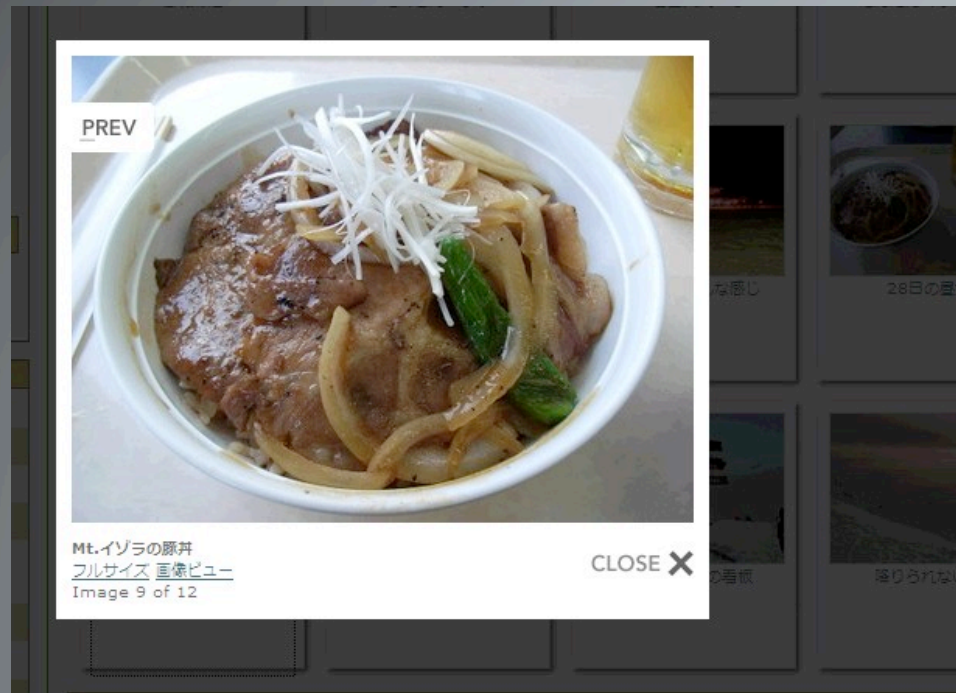 PREV
な感じ
28日の昼
Mt.イゾラの豚丼
フルサイズ 画像ビュー
Image 9 of 12
CLOSE
の看板
降りられない